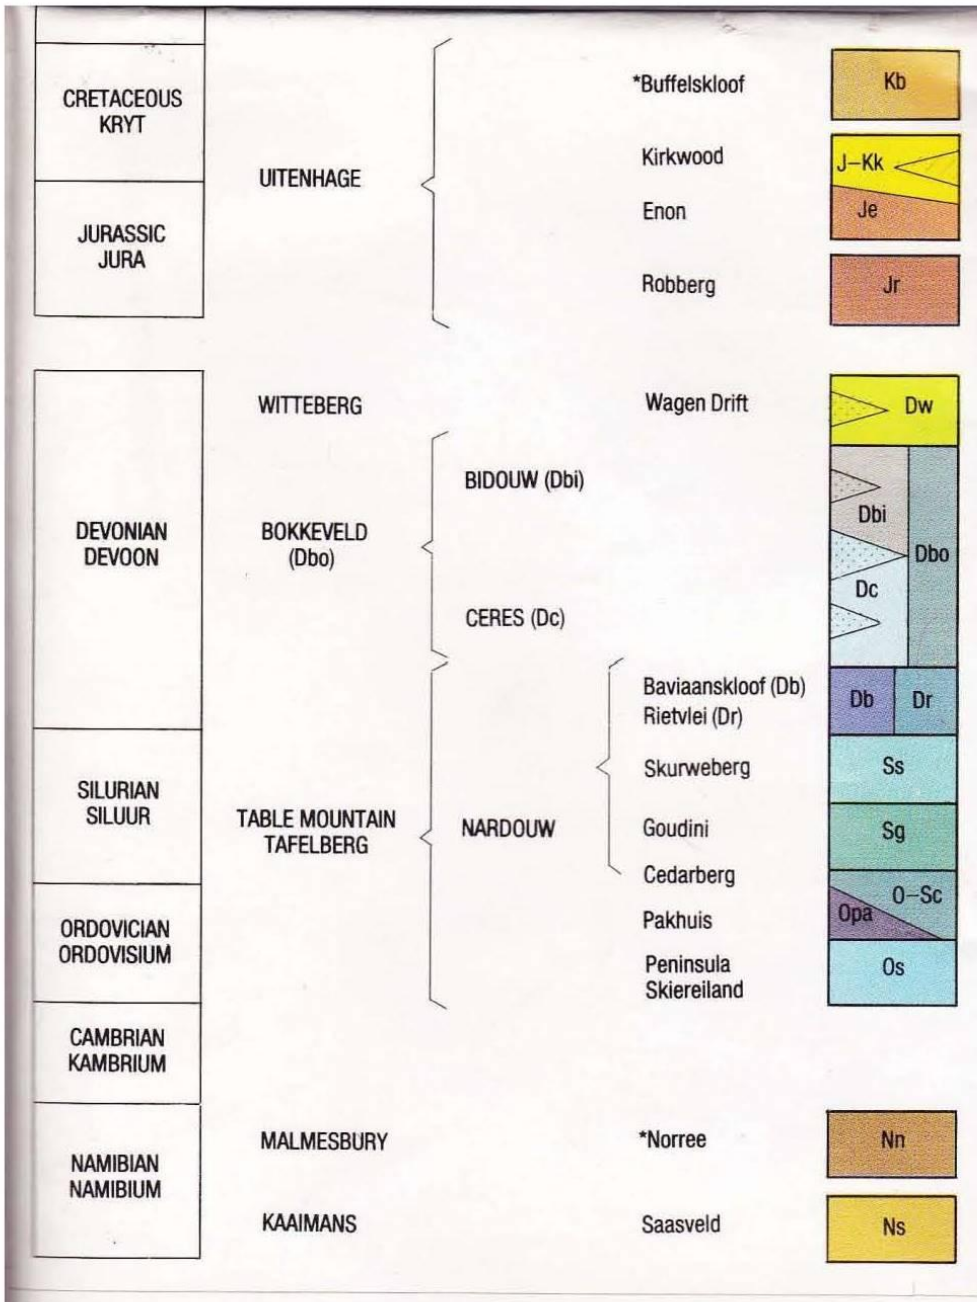 CRETACEOUS
KRYT
JURASSIC
JURA
UITENHAGE
*Buffelskloof
Kb
Kirkwood
J–Kk
Enon
Je
Robberg
Jr
DEVONIAN
DEVOON
WITTEBERG
Wagen Drift
Dw
BOKKEVELD
(Dbo)
BIDOUW (Dbi)
Dbi
Dbo
CERES (Dc)
Dc
SILURIAN
SILUUR
ORDOVICIAN
ORDOVISIUM
TABLE MOUNTAIN
TAFELBERG
NARDOUW
Baviaanskloof (Db)
Rietvlei (Dr)
Db
Dr
Skurweberg
Ss
Goudini
Sg
Cedarberg
O–Sc
Pakhuis
Opa
Peninsula
Skiereiland
Os
CAMBRIAN
KAMBRIUM
NAMIBIAN
NAMIBIUM
MALMESBURY
*Norree
Nn
KAAIMANS
Saasveld
Ns